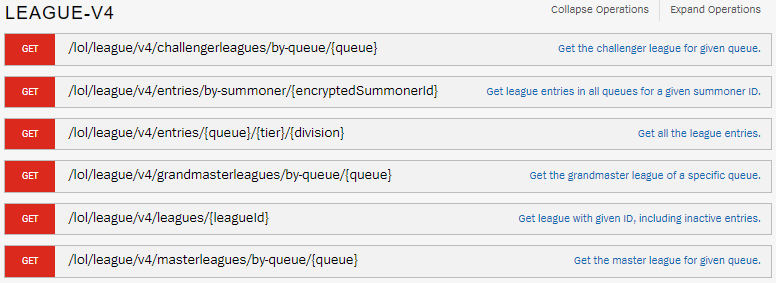 LEAGUE-V4
Collapse Operations
Expand Operations
GET /lol/league/v4/challengerleagues/by-queue/{queue} Get the challenger league for given queue.
GET /lol/league/v4/entries/by-summoner/{encryptedSummonerId} Get league entries in all queues for a given summoner ID.
GET /lol/league/v4/entries/{queue}/{tier}/{division} Get all the league entries.
GET /lol/league/v4/grandmasterleagues/by-queue/{queue} Get the grandmaster league of a specific queue.
GET /lol/league/v4/leagues/{leagueId} Get league with given ID, including inactive entries.
GET /lol/league/v4/masterleagues/by-queue/{queue} Get the master league for given queue.